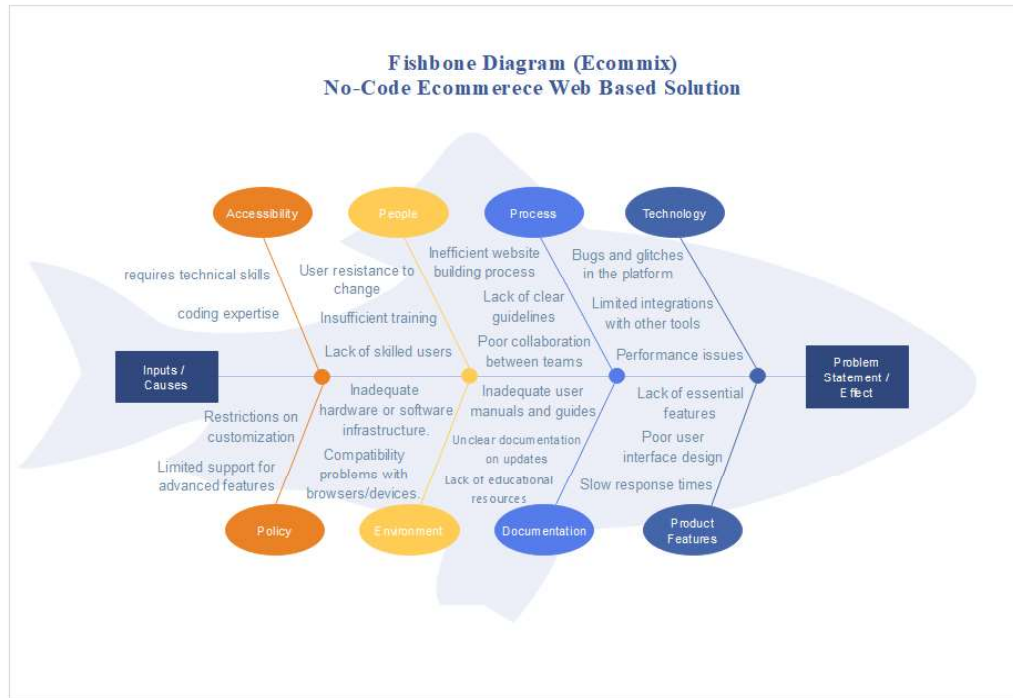 Fishbone Diagram (Ecommix)
No-Code Ecommerece Web Based Solution
Accessibility
People
Process
Technology
requires technical skills
coding expertise
User resistance to
change
Insufficient training
Lack of skilled users
Inefficient website
building process
Lack of clear
guidelines
Poor collaboration
between teams
Bugs and glitches
in the platform
Limited integrations
with other tools
Performance issues
Inputs /
Causes
Problem
Statement /
Effect
Restrictions on
customization
Limited support for
advanced features
Inadequate
hardware or software
infrastructure.
Compatibility
problems with
browsers/devices.
Inadequate user
manuals and guides
Unclear documentation
on updates
Lack of educational
resources
Lack of essential
features
Poor user
interface design
Slow response times
Policy
Environment
Documentation
Product
Features